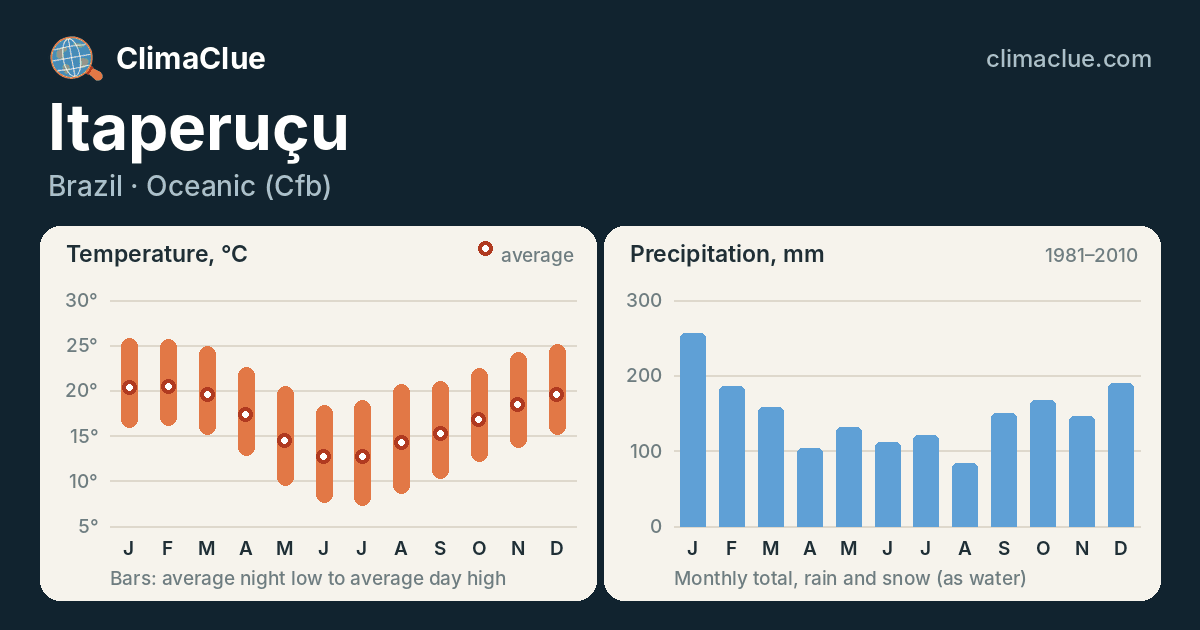 ClimaClue
climaclue.com
Itaperuçu
Brazil · Oceanic (Cfb)
Temperature, °C
average
30°
25°
20°
15°
10°
5°
J F M A M J J A S O N D
Bars: average night low to average day high
Precipitation, mm
1981–2010
300
200
100
0
J F M A M J J A S O N D
Monthly total, rain and snow (as water)